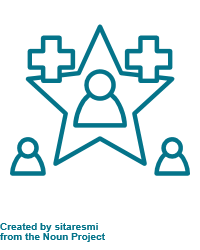 Created by sitaresmi
from the Noun Project